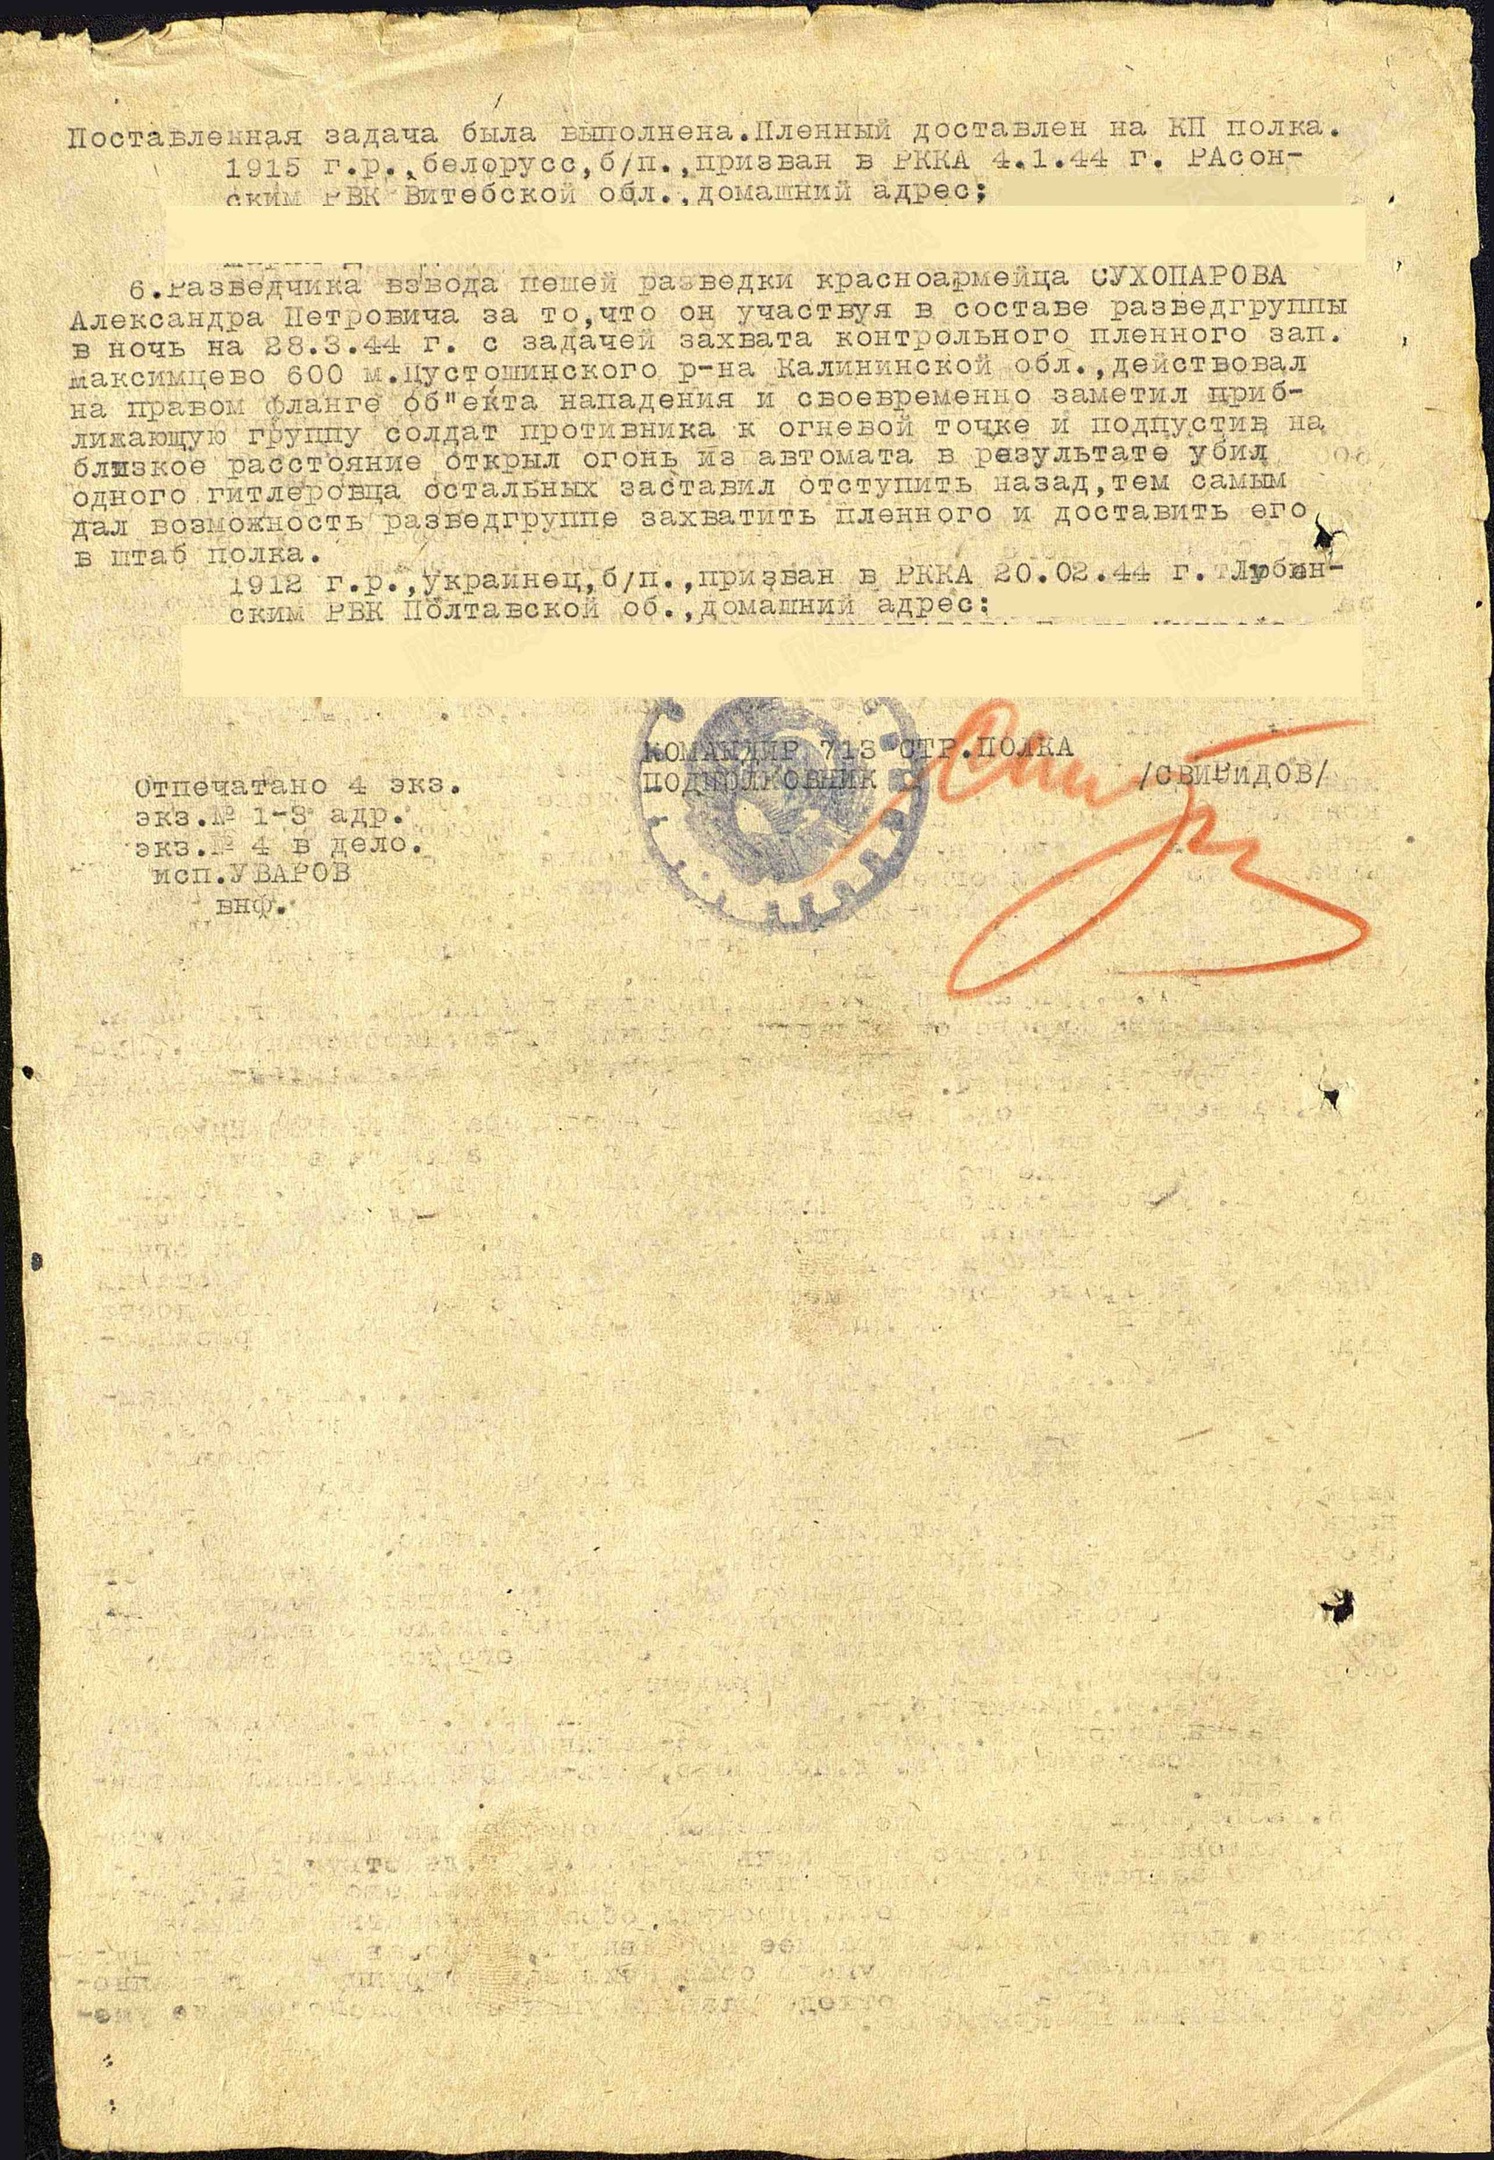 Поставленная задача была выполнена.Пленный доставлен на КП полка.
1915 г.р.,белорусс,б/п.,призван в РККА 4.1.44 г. РАсон-
ским РВК Витебской обл.,домашний адрес;
6.Разведчика взвода пешей разведки красноармейца СУХОПАРОВА
Александра Петровича за то,что он участвуя в составе разведгруппы
в ночь на 28.3.44 г. с задачей захвата контрольного пленного зап.
максимцево 600 м.Пустошинского р-на Калининской обл.,действовал
на правом фланге об"екта нападения и своевременно заметил приб-
лижающую группу солдат противника к огневой точке и подпустив на
близкое расстояние открыл огонь из автомата в результате убил
одного гитлеровца остальных заставил отступить назад,тем самым
дал возможность разведгруппе захватить пленного и доставить его
в штаб полка.
1912 г.р.,украинец,б/п.,призван в РККА 20.02.44 г.
ским РВК Полтавской об.,домашний адрес:
КОМАНДИР 713 СТР.ПОЛКА
ПОДПОЛКОВНИК /СВИРИДОВ/
Отпечатано 4 экз.
экз.№ 1-3 адр.
экз.№ 4 в дело.
исп.УВАРОВ
внф.